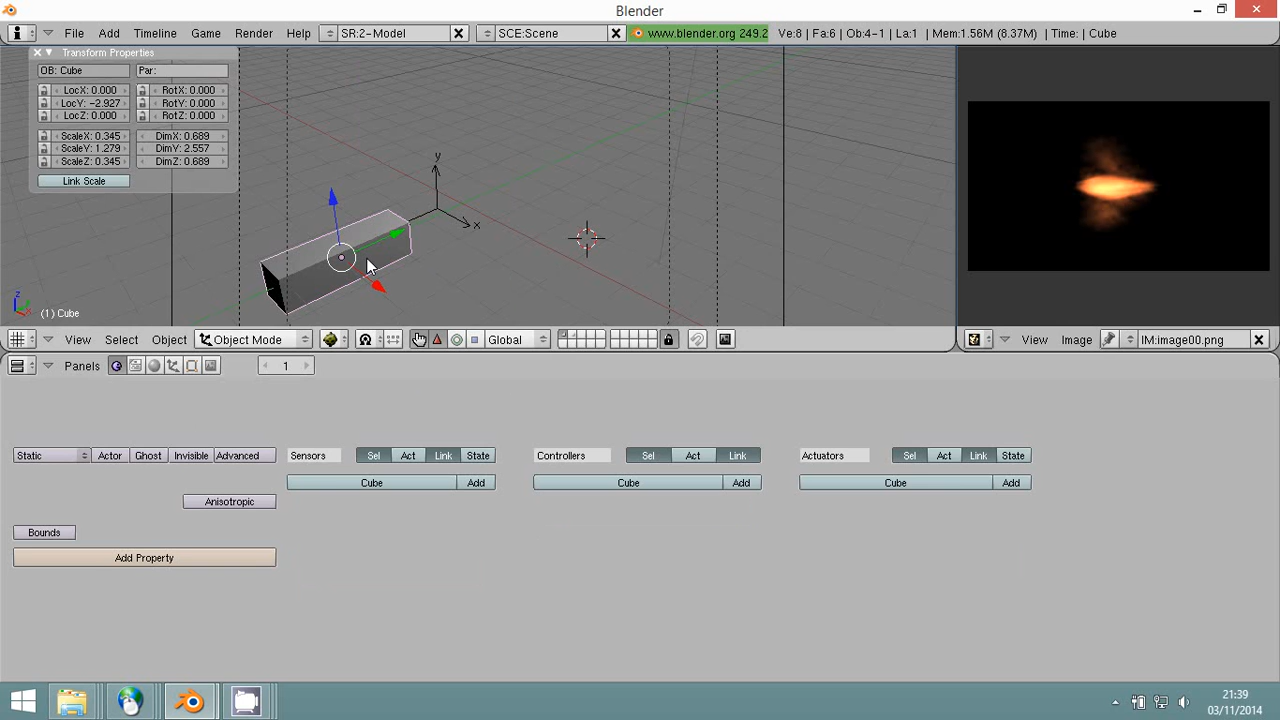 Blender
File Add Timeline Game Render Help SR:2-Model SCE:Scene www.blender.org 249.2 Ve:8 | Fa:6 | Ob:4-1 | La:1 | Mem:1.56M (8.37M) | Time: | Cube
Transform Properties
OB: Cube Par:
LocX: 0.000 RotX: 0.000
LocY: -2.927 RotY: 0.000
LocZ: 0.000 RotZ: 0.000
ScaleX: 0.345 DimX: 0.689
ScaleY: 1.279 DimY: 2.557
ScaleZ: 0.345 DimZ: 0.689
Link Scale
y
x
z
(1) Cube
View Select Object Object Mode Global View Image IM:image00.png
Panels 1
Static Actor Ghost Invisible Advanced Sensors Sel Act Link State Controllers Sel Act Link Actuators Sel Act Link State
Cube Add Cube Add Cube Add
Anisotropic
Bounds
Add Property
21:39
03/11/2014